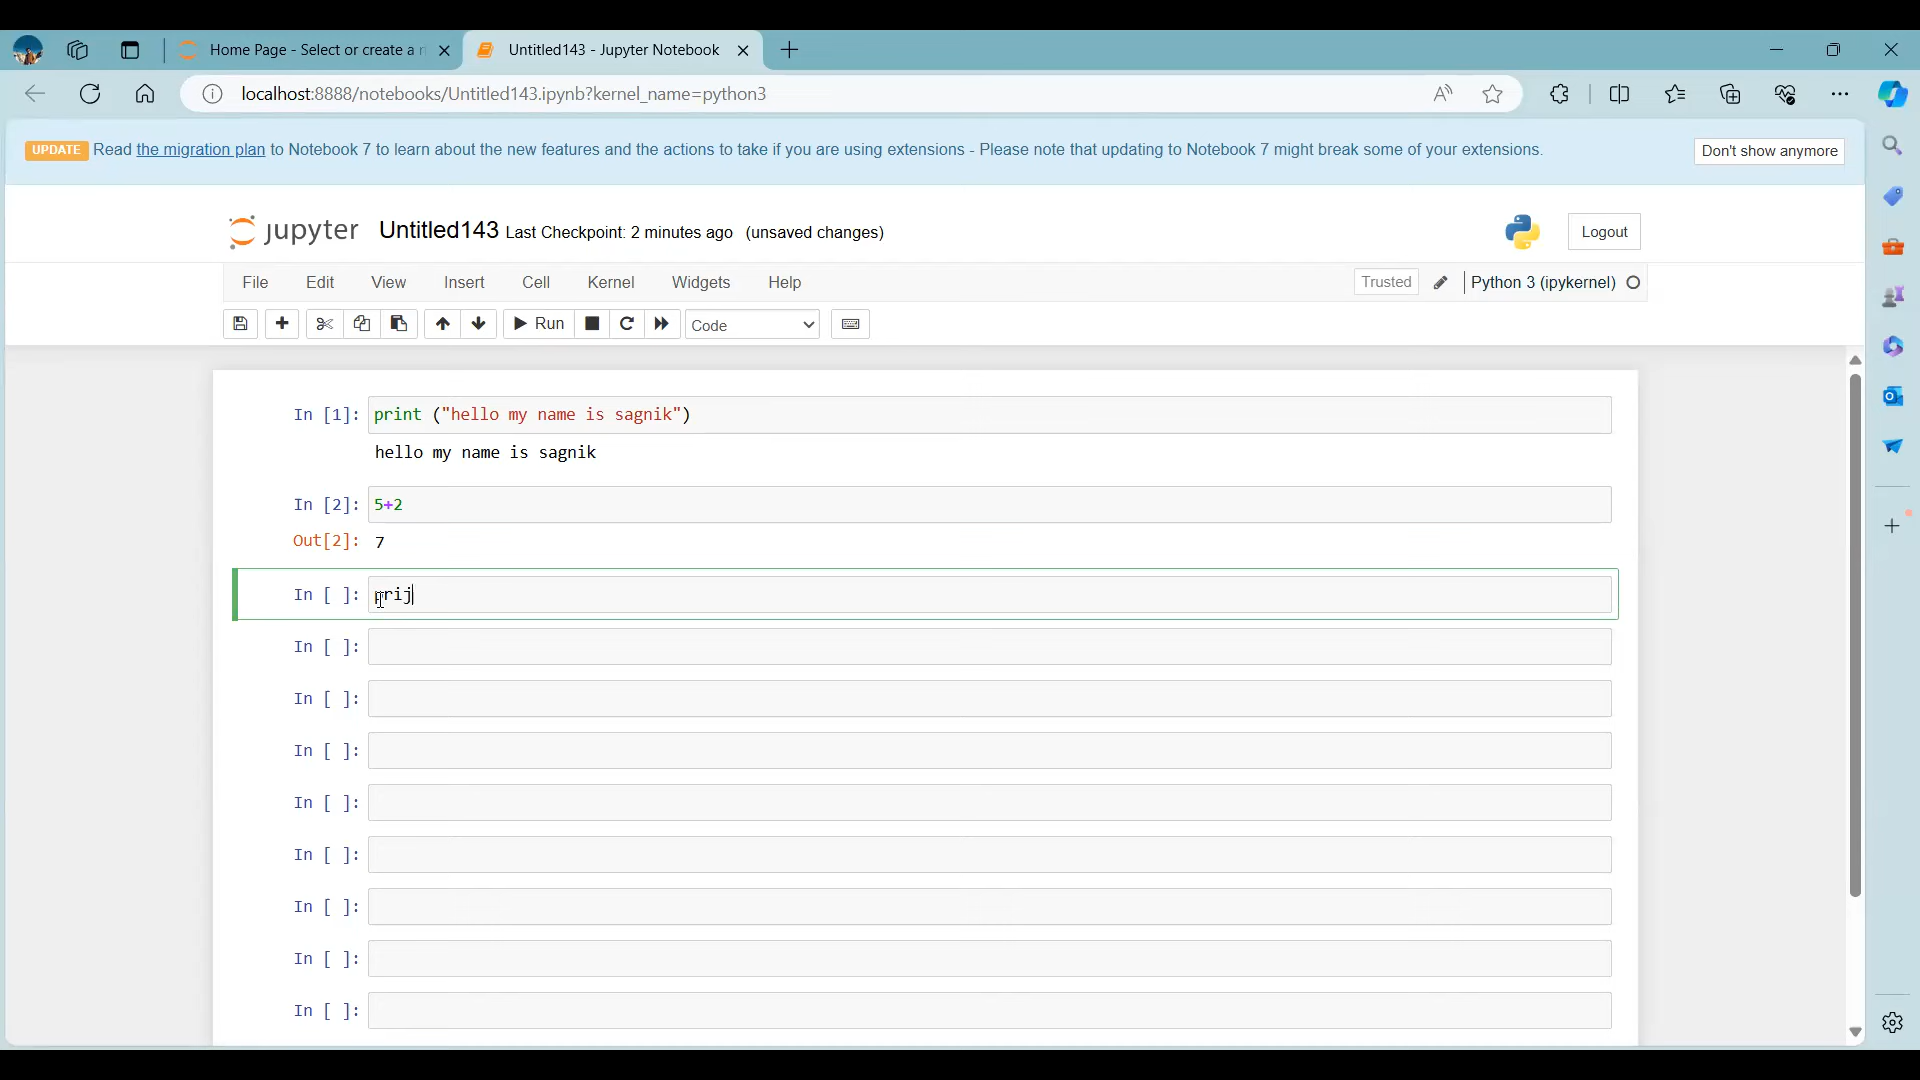 Home Page - Select or create a n
Untitled143 - Jupyter Notebook
localhost:8888/notebooks/Untitled143.ipynb?kernel_name=python3
UPDATE Read the migration plan to Notebook 7 to learn about the new features and the actions to take if you are using extensions - Please note that updating to Notebook 7 might break some of your extensions.
Don't show anymore
jupyter Untitled143 Last Checkpoint: 2 minutes ago (unsaved changes)
Logout
File Edit View Insert Cell Kernel Widgets Help
Trusted
Python 3 (ipykernel)
Run
Code
In [1]: print ("hello my name is sagnik")
hello my name is sagnik
In [2]: 5+2
Out[2]: 7
In [ ]: prij
In [ ]:
In [ ]:
In [ ]:
In [ ]:
In [ ]:
In [ ]:
In [ ]:
In [ ]: